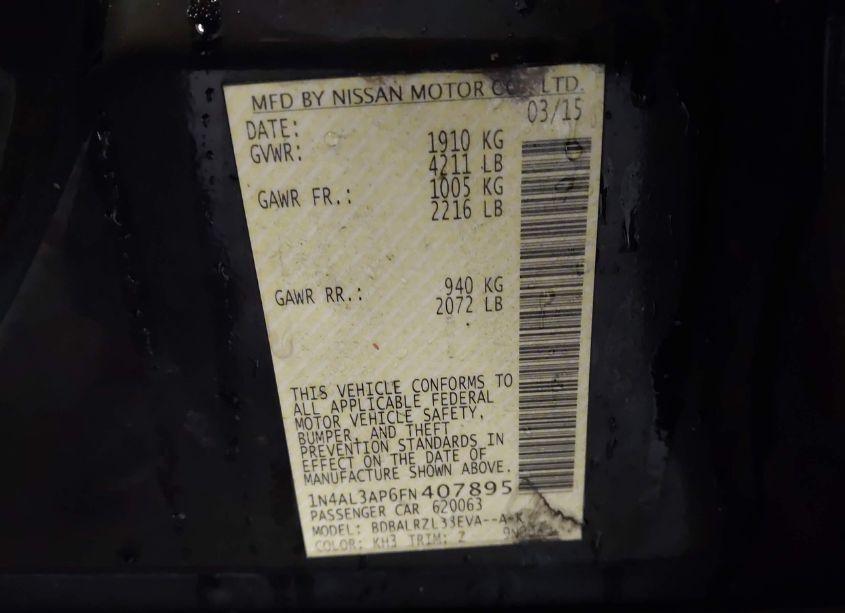 MFD BY NISSAN MOTOR CO., LTD.
DATE: 03/15
GVWR: 1910 KG
4211 LB
GAWR FR.: 1005 KG
2216 LB
GAWR RR.: 940 KG
2072 LB
THIS VEHICLE CONFORMS TO
ALL APPLICABLE FEDERAL
MOTOR VEHICLE SAFETY,
BUMPER, AND THEFT
PREVENTION STANDARDS IN
EFFECT ON THE DATE OF
MANUFACTURE SHOWN ABOVE.
1N4AL3AP6FN407895
PASSENGER CAR 620063
MODEL: BDBALRZL33EVA--A-K
COLOR: KH3 TRIM: Z